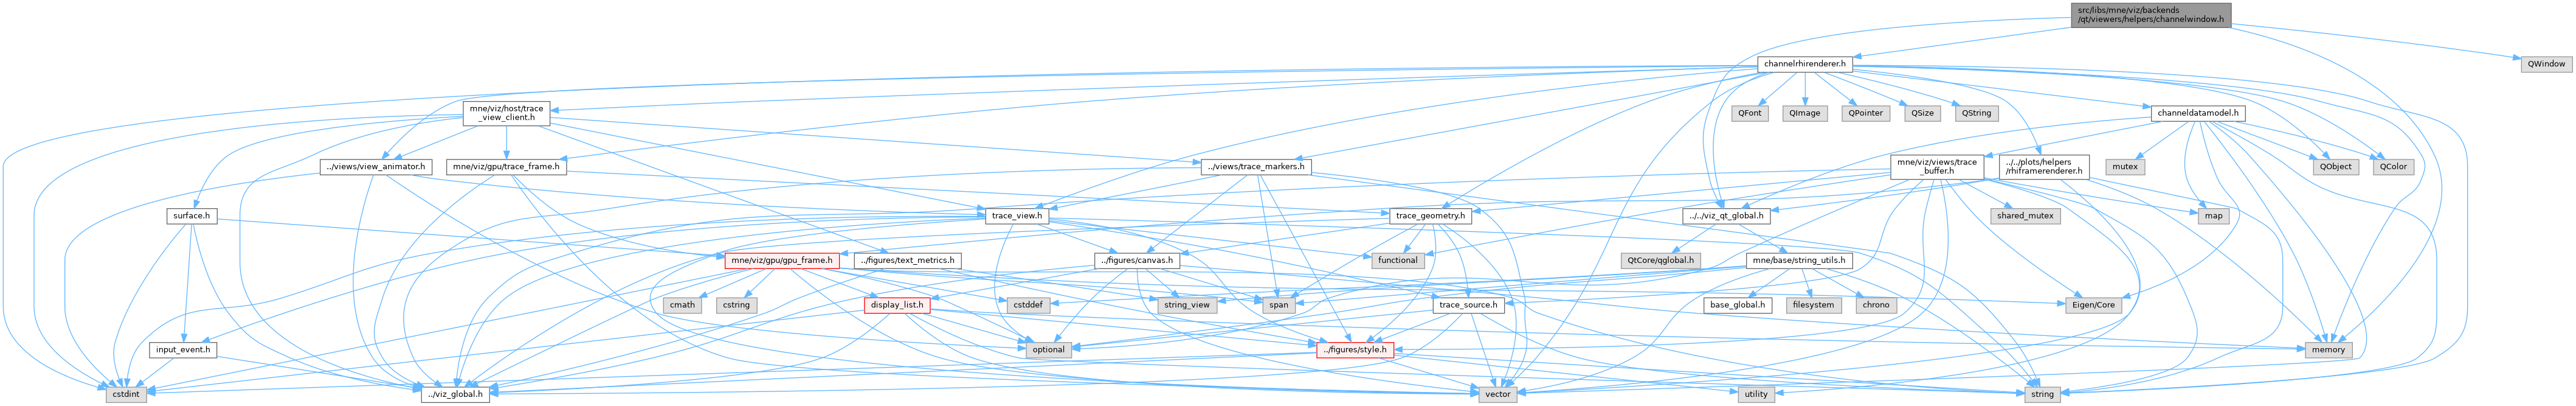 src/libs/mne/viz/backends
/qt/viewers/helpers/channelwindow.h
channelrhirenderer.h
QWindow
mne/viz/host/trace
_view_client.h
QFont
QImage
QPointer
QSize
QString
channeldatamodel.h
../views/view_animator.h
mne/viz/gpu/trace_frame.h
../views/trace_markers.h
mne/viz/views/trace
_buffer.h
../../plots/helpers
/rhiframerenderer.h
mutex
QObject
QColor
surface.h
trace_view.h
trace_geometry.h
../../viz_qt_global.h
shared_mutex
map
mne/viz/gpu/gpu_frame.h
../figures/text_metrics.h
../figures/canvas.h
functional
QtCore/qglobal.h
mne/base/string_utils.h
cmath
cstring
display_list.h
cstddef
string_view
span
trace_source.h
base_global.h
filesystem
chrono
Eigen/Core
input_event.h
optional
../figures/style.h
memory
cstdint
../viz_global.h
vector
utility
string